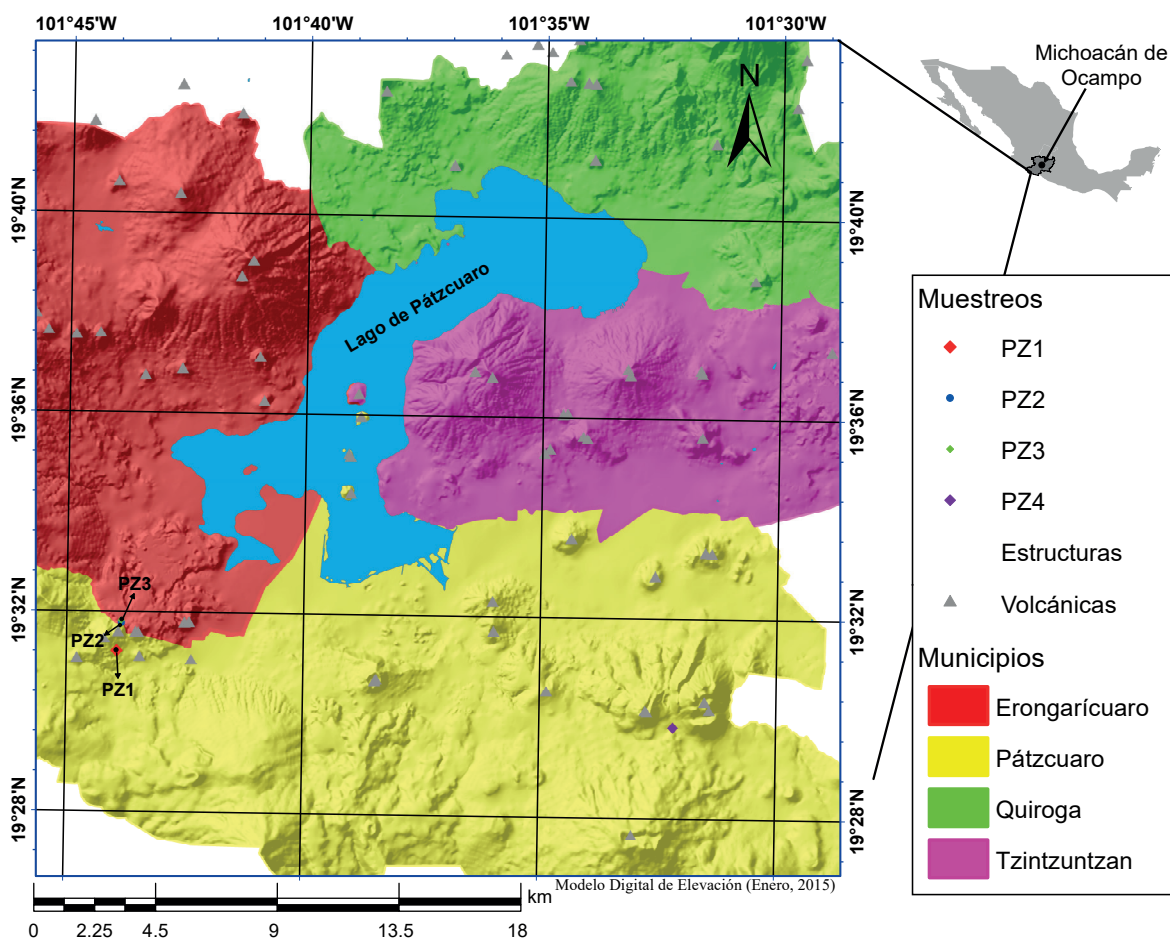 101°45'W 101°40'W 101°35'W 101°30'W
Michoacán de
Ocampo
N
19°40'N
19°40'N
Lago de Pátzcuaro
19°36'N
19°36'N
19°32'N
19°32'N
19°28'N
19°28'N
PZ3
PZ2
PZ1
Muestreos
PZ1
PZ2
PZ3
PZ4
Estructuras
Volcánicas
Municipios
Erongarícuaro
Pátzcuaro
Quiroga
Tzintzuntzan
Modelo Digital de Elevación (Enero, 2015)
km
0 2.25 4.5 9 13.5 18